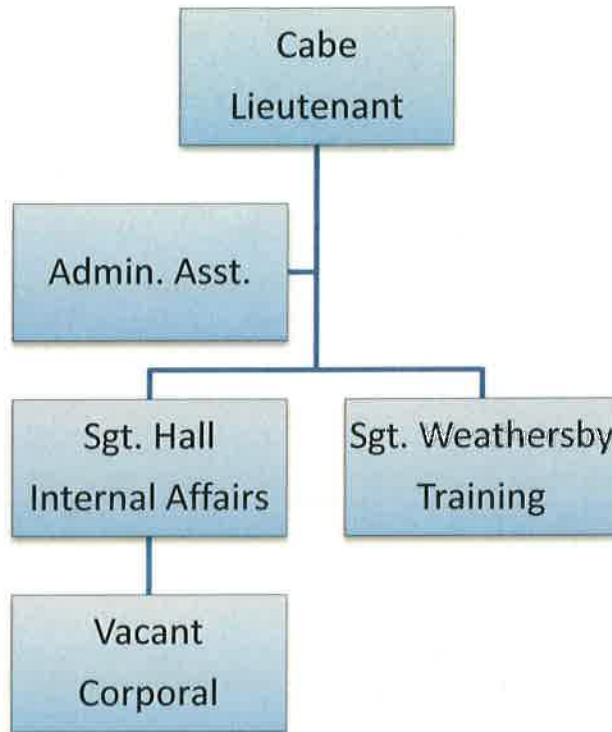 Cabe
Lieutenant
Admin. Asst.
Sgt. Hall
Internal Affairs
Sgt. Weathersby
Training
Vacant
Corporal